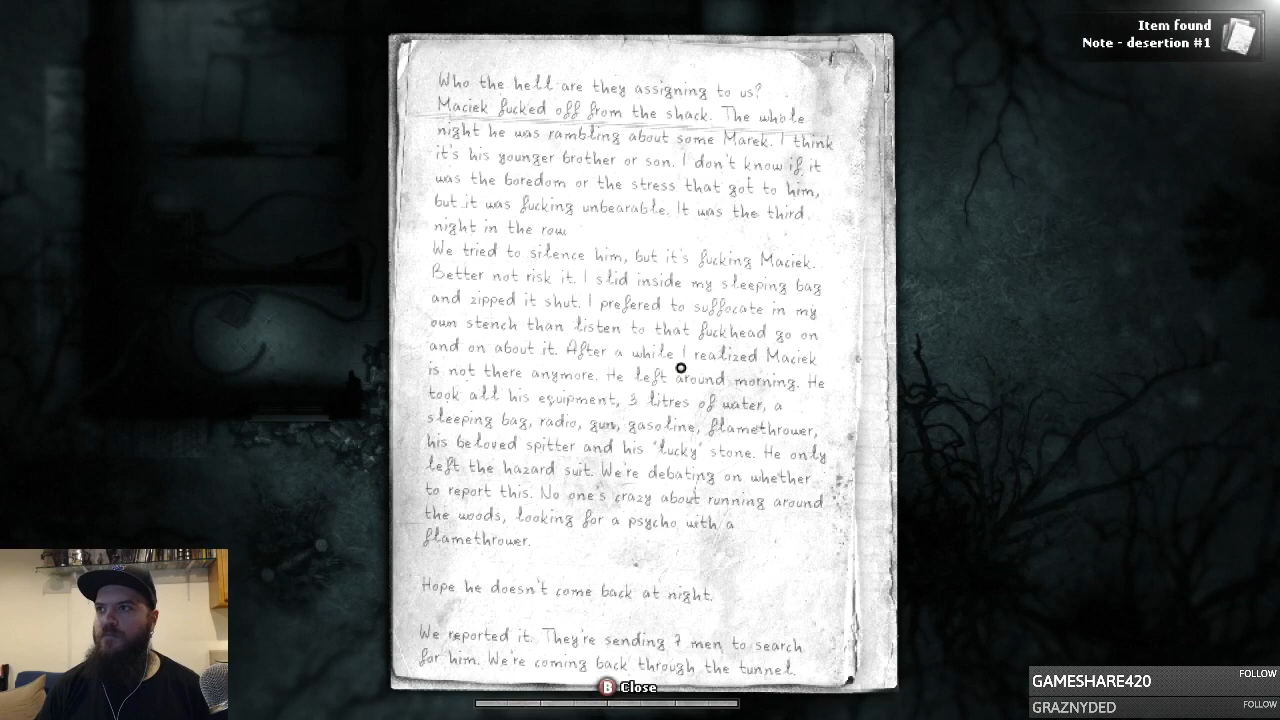 Item found
Note - desertion #1
Who the hell are they assigning to us?
Maciek fucked off from the shack. The whole
night he was rambling about some Marek. I think
it's his younger brother or son. I don't know if it
was the boredom or the stress that got to him,
but it was fucking unbearable. It was the third
night in the row.
We tried to silence him, but it's fucking Maciek.
Better not risk it. I slid inside my sleeping bag
and zipped it shut. I prefered to suffocate in my
own stench than listen to that fuckhead go on
and on about it. After a while I realized Maciek
is not there anymore. He left around morning. He
took all his equipment, 3 litres of water, a
sleeping bag, radio, gun, gasoline, flamethrower,
his beloved spitter and his "lucky" stone. He only
left the hazard suit. We're debating on whether
to report this. No one's crazy about running around
the woods, looking for a psycho with a
flamethrower.
Hope he doesn't come back at night.
We reported it. They're sending 7 men to search
for him. We're coming back through the tunnel.
B Close
GAMESHARE420 FOLLOW
GRAZNYDED FOLLOW